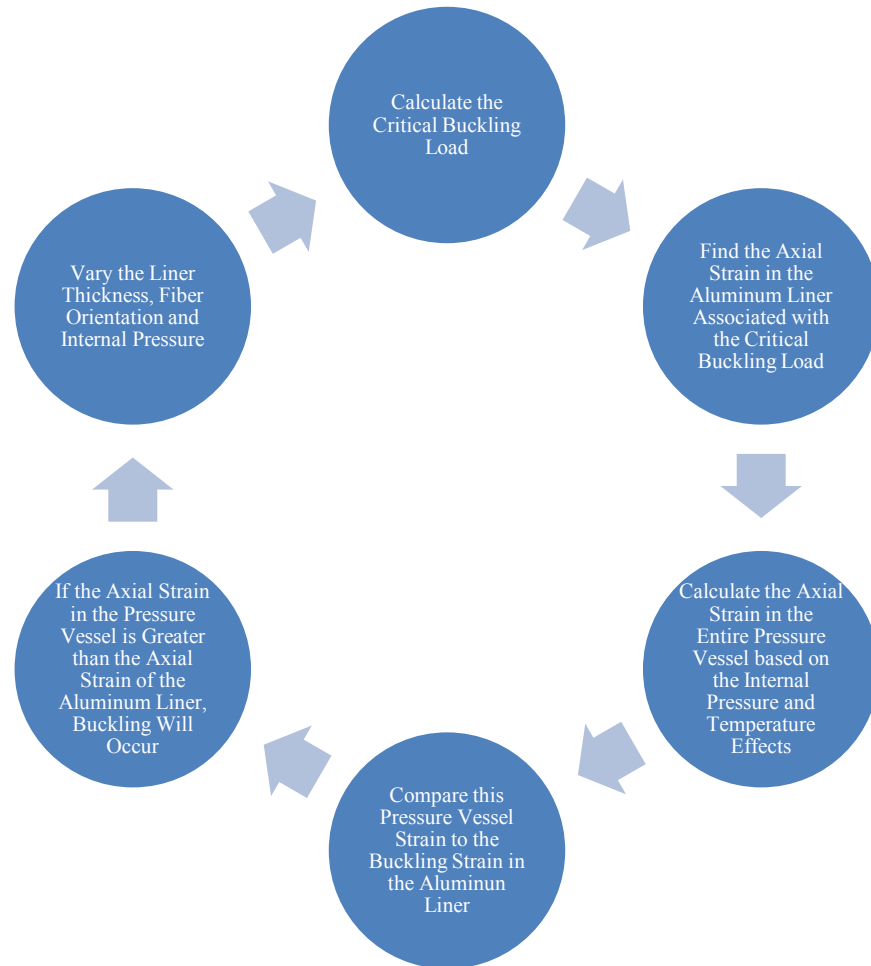 Calculate the
Critical Buckling
Load
Find the Axial
Strain in the
Aluminum Liner
Associated with
the Critical
Buckling Load
Calculate the Axial
Strain in the
Entire Pressure
Vessel based on
the Internal
Pressure and
Temperature
Effects
Compare this
Pressure Vessel
Strain to the
Buckling Strain in
the Aluminun
Liner
If the Axial Strain
in the Pressure
Vessel is Greater
than the Axial
Strain of the
Aluminum Liner,
Buckling Will
Occur
Vary the Liner
Thickness, Fiber
Orientation and
Internal Pressure